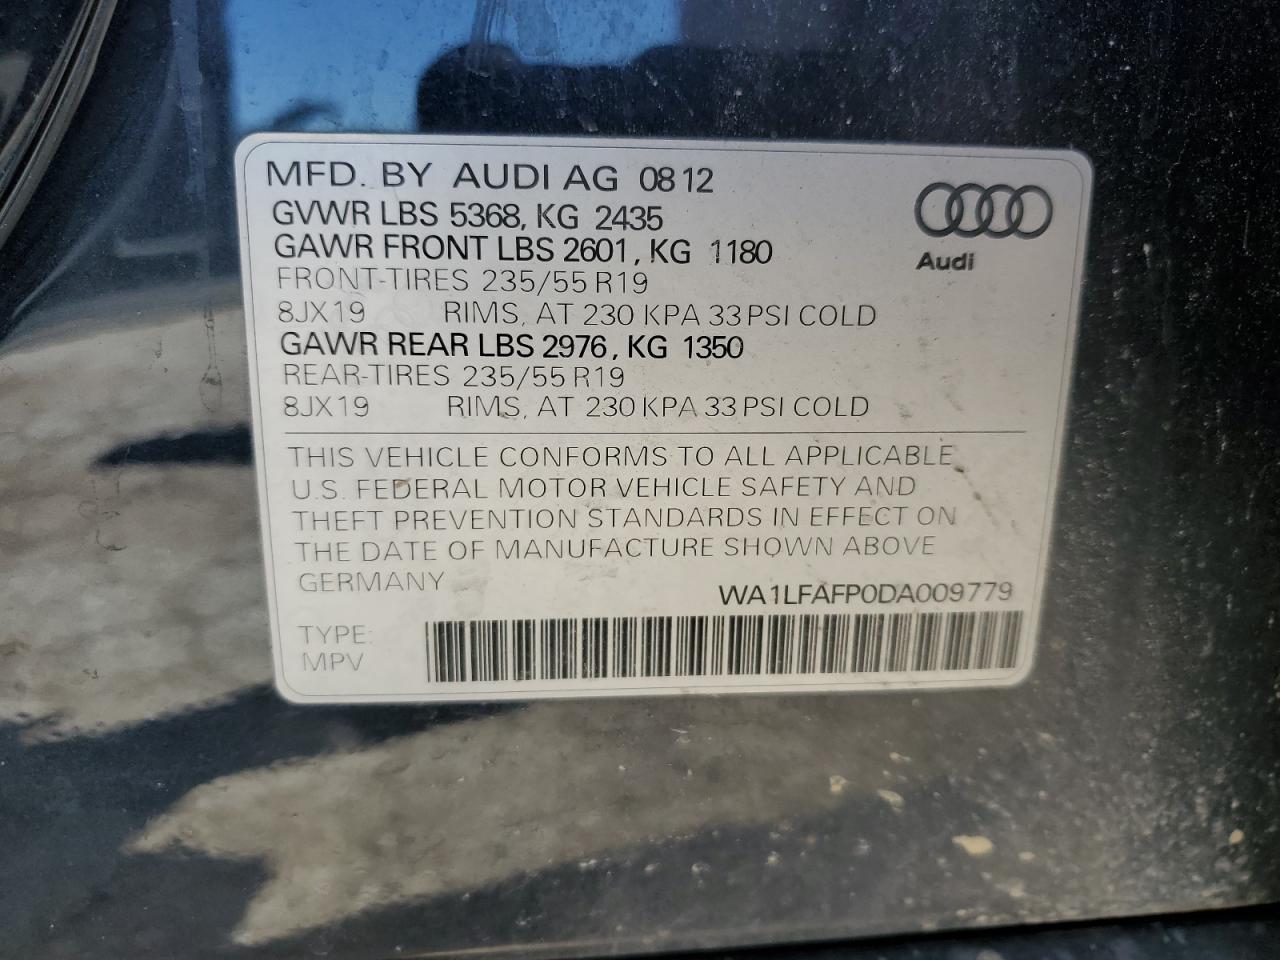 MFD. BY AUDI AG 0812
GVWR LBS 5368, KG 2435
GAWR FRONT LBS 2601, KG 1180
FRONT-TIRES 235/55 R19
8JX19 RIMS, AT 230 KPA 33 PSI COLD
GAWR REAR LBS 2976, KG 1350
REAR-TIRES 235/55 R19
8JX19 RIMS, AT 230 KPA 33 PSI COLD
Audi
THIS VEHICLE CONFORMS TO ALL APPLICABLE
U.S. FEDERAL MOTOR VEHICLE SAFETY AND
THEFT PREVENTION STANDARDS IN EFFECT ON
THE DATE OF MANUFACTURE SHOWN ABOVE
GERMANY
WA1LFAFP0DA009779
TYPE:
MPV